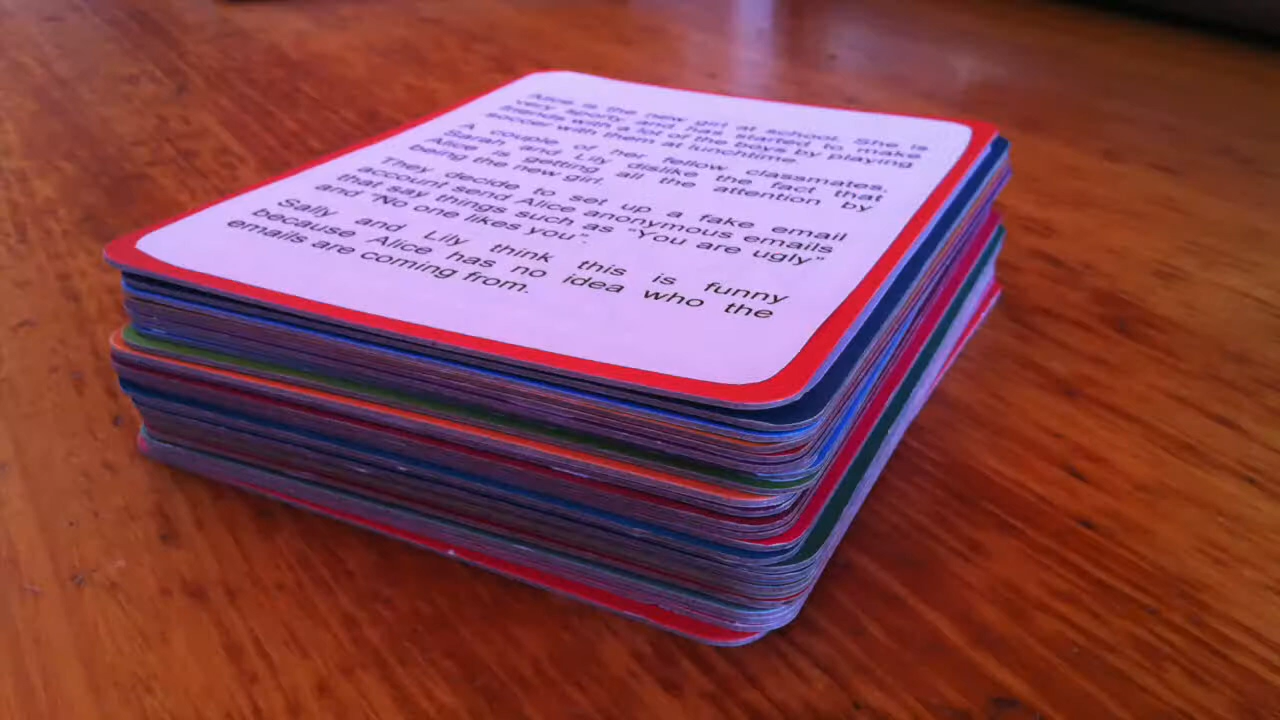 Alice is the new girl at school. She is
very sporty and has started to make
friends with a lot of the boys by playing
soccer with them at lunchtime.
A couple of her fellow classmates,
Sarah and Lily dislike the fact that
Alice is getting all the attention by
being the new girl.
They decide to set up a fake email
account send Alice anonymous emails
that say things such as “You are ugly”
and “No one likes you”.
Sally and Lily think this is funny
because Alice has no idea who the
emails are coming from.